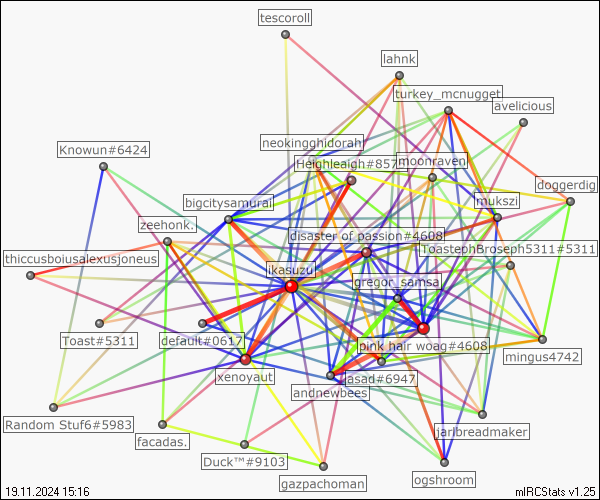 tescoroll
lahnk
turkey_mcnugget
avelicious
neokingghidorah
Knowun#6424
Heighleigh#857
moonraven
doggerdig
bigcitysamurai
mukszi
zeehonk.
disaster of passion#4608
ToastephBroseph5311#5311
thiccusboiusalexusjoneus
ikasuzu
gregor_samsa
Toast#5311
default#0617
pink hair woag#4608
mingus4742
xenoyaut
asad#6947
andnewbees
Random Stuf6#5983
facadas.
jarlbreadmaker
Duck™#9103
gazpachoman
ogshroom
19.11.2024 15:16
mIRCStats v1.25